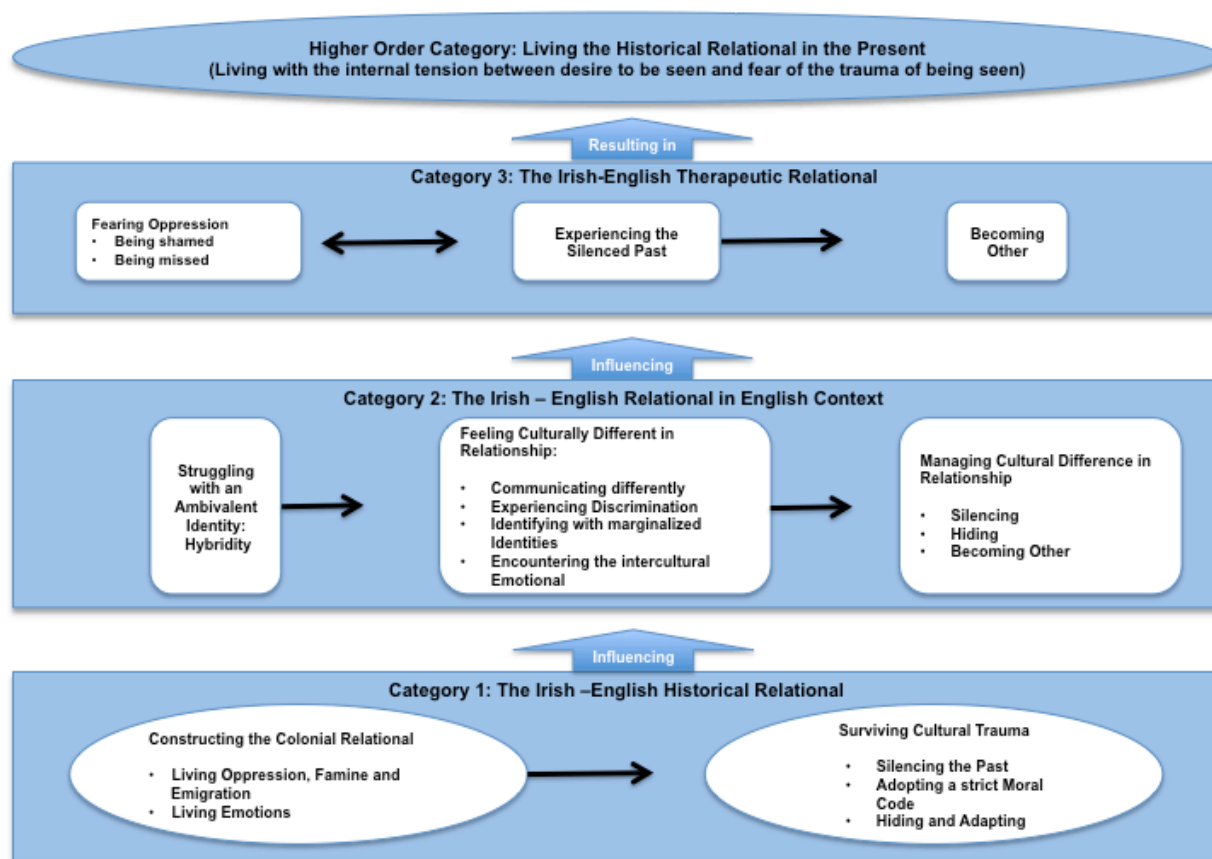 Higher Order Category: Living the Historical Relational in the Present
(Living with the internal tension between desire to be seen and fear of the trauma of being seen)
Resulting in
Category 3: The Irish-English Therapeutic Relational
Fearing Oppression
• Being shamed
• Being missed
Experiencing the
Silenced Past
Becoming
Other
Influencing
Category 2: The Irish – English Relational in English Context
Struggling
with an
Ambivalent
Identity:
Hybridity
Feeling Culturally Different in
Relationship:
• Communicating differently
• Experiencing Discrimination
• Identifying with marginalized
Identities
• Encountering the intercultural
Emotional
Managing Cultural Difference in
Relationship
• Silencing
• Hiding
• Becoming Other
Influencing
Category 1: The Irish –English Historical Relational
Constructing the Colonial Relational
• Living Oppression, Famine and
Emigration
• Living Emotions
Surviving Cultural Trauma
• Silencing the Past
• Adopting a strict Moral
Code
• Hiding and Adapting